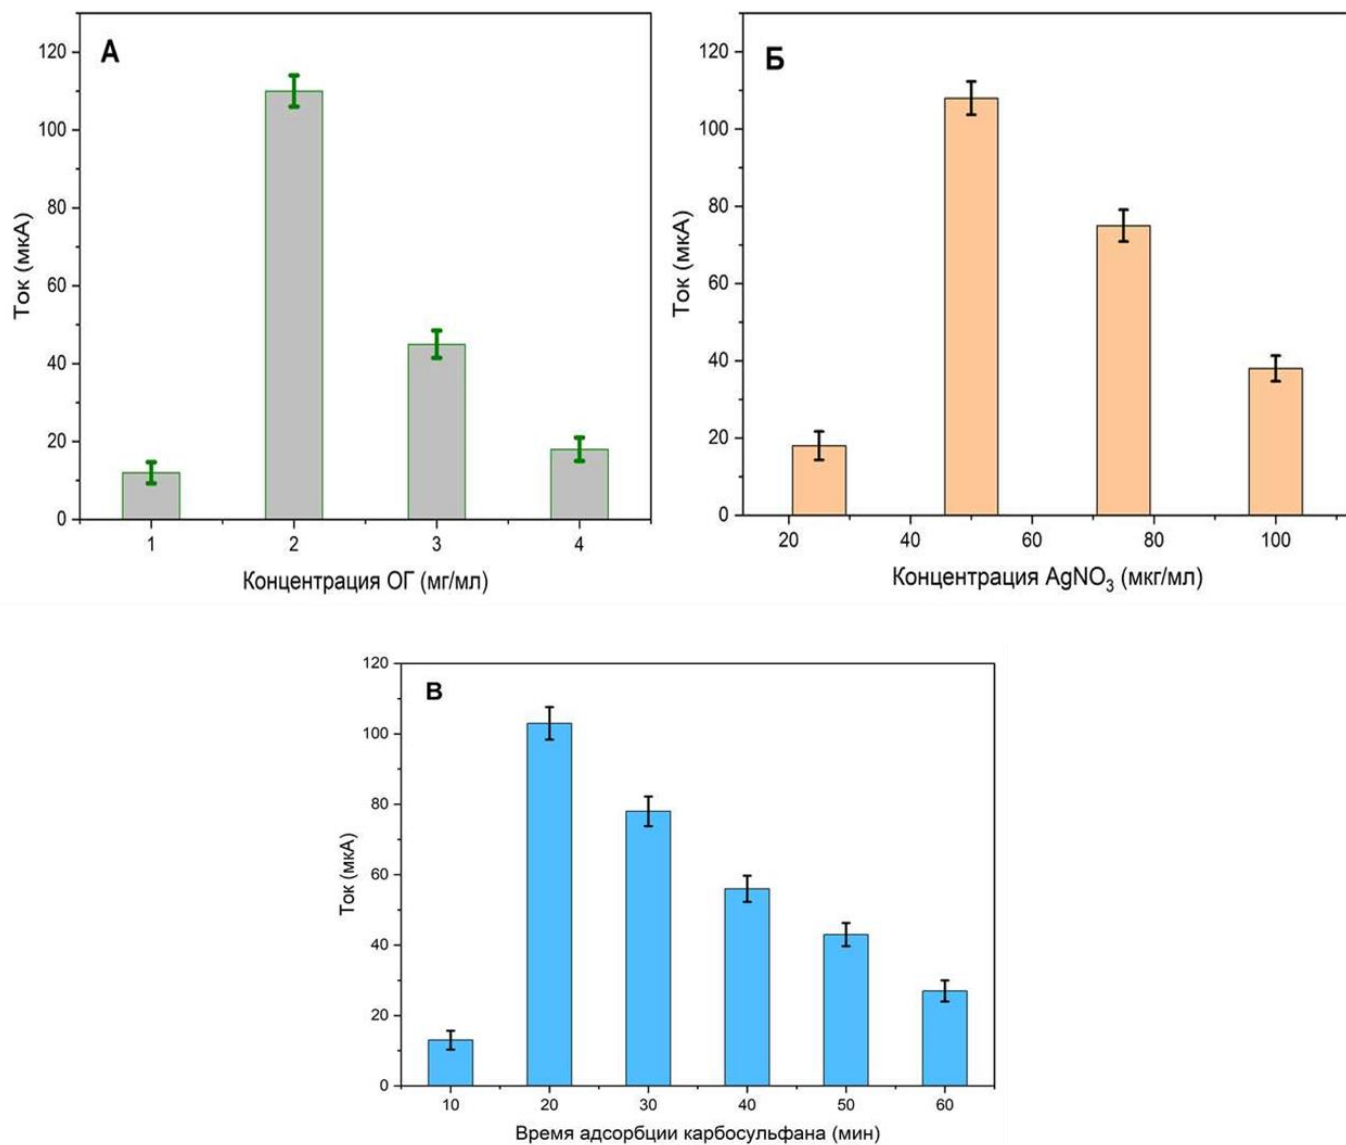 А
Ток (мкА)
120
100
80
60
40
20
0
1 2 3 4
Концентрация ОГ (мг/мл)
Б
Ток (мкА)
120
100
80
60
40
20
0
20 40 60 80 100
Концентрация AgNO₃ (мкг/мл)
В
Ток (мкА)
120
100
80
60
40
20
0
10 20 30 40 50 60
Время адсорбции карбосульфана (мин)